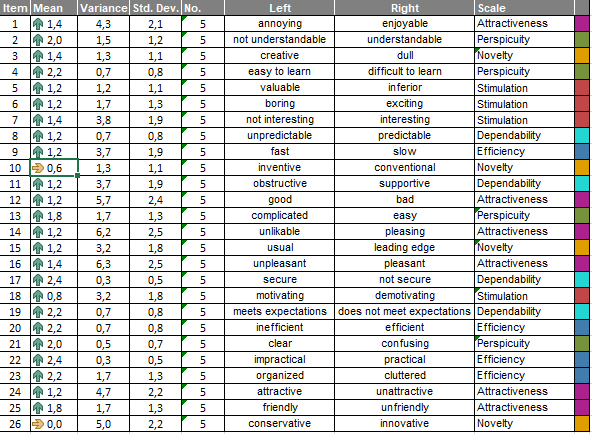 Item Mean Variance Std. Dev. No. Left Right Scale
1 1,4 4,3 2,1 5 annoying enjoyable Attractiveness
2 2,0 1,5 1,2 5 not understandable understandable Perspicuity
3 1,4 1,3 1,1 5 creative dull Novelty
4 2,2 0,7 0,8 5 easy to learn difficult to learn Perspicuity
5 1,2 1,2 1,1 5 valuable inferior Stimulation
6 1,2 1,7 1,3 5 boring exciting Stimulation
7 1,4 3,8 1,9 5 not interesting interesting Stimulation
8 1,2 0,7 0,8 5 unpredictable predictable Dependability
9 1,2 3,7 1,9 5 fast slow Efficiency
10 0,6 1,3 1,1 5 inventive conventional Novelty
11 1,2 3,7 1,9 5 obstructive supportive Dependability
12 1,2 5,7 2,4 5 good bad Attractiveness
13 1,8 1,7 1,3 5 complicated easy Perspicuity
14 1,2 6,2 2,5 5 unlikable pleasing Attractiveness
15 1,2 3,2 1,8 5 usual leading edge Novelty
16 1,4 6,3 2,5 5 unpleasant pleasant Attractiveness
17 2,4 0,3 0,5 5 secure not secure Dependability
18 0,8 3,2 1,8 5 motivating demotivating Stimulation
19 2,2 0,7 0,8 5 meets expectations does not meet expectations Dependability
20 2,2 0,7 0,8 5 inefficient efficient Efficiency
21 2,0 0,5 0,7 5 clear confusing Perspicuity
22 2,4 0,3 0,5 5 impractical practical Efficiency
23 2,2 1,7 1,3 5 organized cluttered Efficiency
24 1,2 4,7 2,2 5 attractive unattractive Attractiveness
25 1,8 1,7 1,3 5 friendly unfriendly Attractiveness
26 0,0 5,0 2,2 5 conservative innovative Novelty